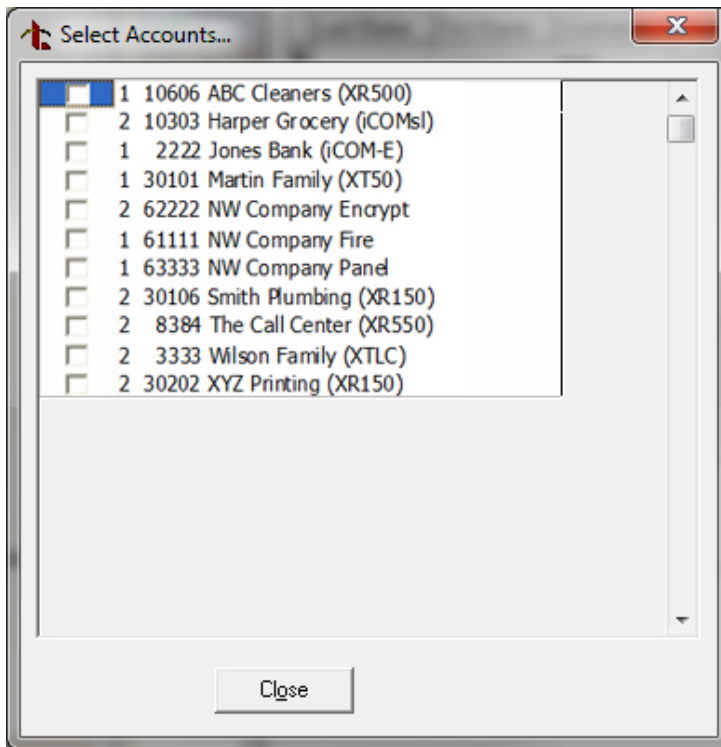 Select Accounts...
1 10606 ABC Cleaners (XR500)
2 10303 Harper Grocery (iCOMsl)
1 2222 Jones Bank (iCOM-E)
1 30101 Martin Family (XT50)
2 62222 NW Company Encrypt
1 61111 NW Company Fire
1 63333 NW Company Panel
2 30106 Smith Plumbing (XR150)
2 8384 The Call Center (XR550)
2 3333 Wilson Family (XTLC)
2 30202 XYZ Printing (XR150)
Close